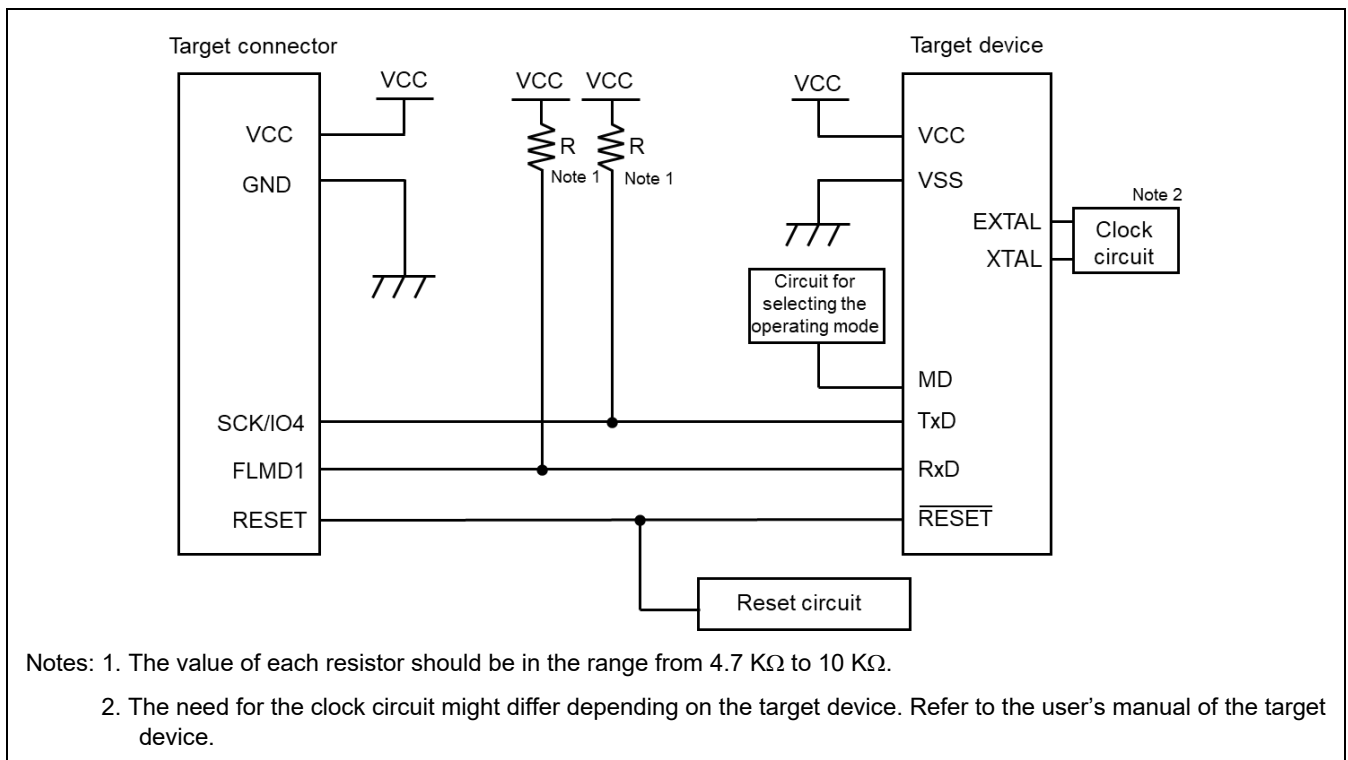 Target connector
Target device
VCC
VCC VCC
VCC
VCC
GND
R
Note 1
R
Note 1
VCC
VSS
Note 2
EXTAL
XTAL
Clock
circuit
Circuit for
selecting the
operating mode
MD
SCK/IO4
TxD
FLMD1
RxD
RESET
RESET
Reset circuit
Notes: 1. The value of each resistor should be in the range from 4.7 KΩ to 10 KΩ.
2. The need for the clock circuit might differ depending on the target device. Refer to the user’s manual of the target
device.